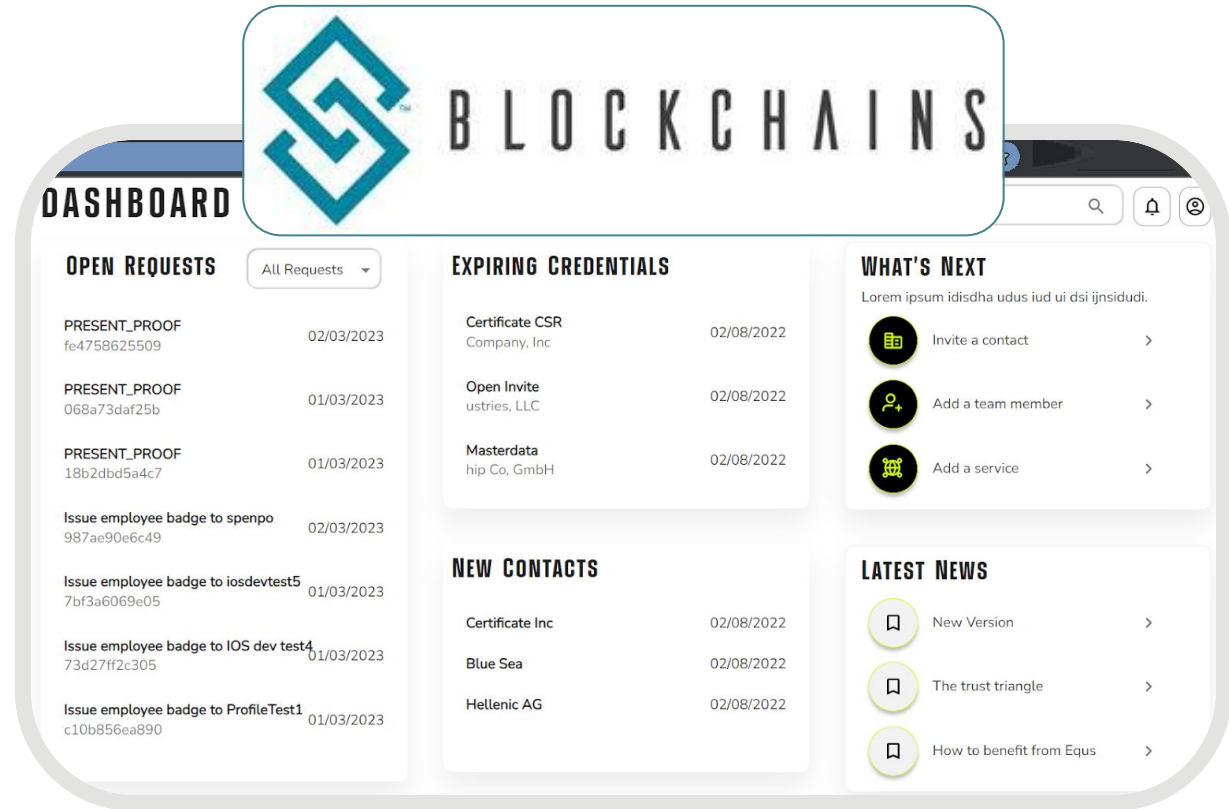 BLOCKCHAINS
™
DASHBOARD
OPEN REQUESTS
All Requests
PRESENT_PROOF
fe4758625509
02/03/2023
PRESENT_PROOF
068a73daf25b
01/03/2023
PRESENT_PROOF
18b2dbd5a4c7
01/03/2023
Issue employee badge to spenpo
987ae90e6c49
02/03/2023
Issue employee badge to iosdevtest5
7bf3a6069e05
01/03/2023
Issue employee badge to IOS dev test4
73d27ff2c305
01/03/2023
Issue employee badge to ProfileTest1
c10b856ea890
01/03/2023
EXPIRING CREDENTIALS
Certificate CSR
Company, Inc
02/08/2022
Open Invite
ustries, LLC
02/08/2022
Masterdata
hip Co, GmbH
02/08/2022
NEW CONTACTS
Certificate Inc 02/08/2022
Blue Sea 02/08/2022
Hellenic AG 02/08/2022
WHAT'S NEXT
Lorem ipsum idisdha udus iud ui dsi ijnsidudi.
Invite a contact
Add a team member
Add a service
LATEST NEWS
New Version
The trust triangle
How to benefit from Equs